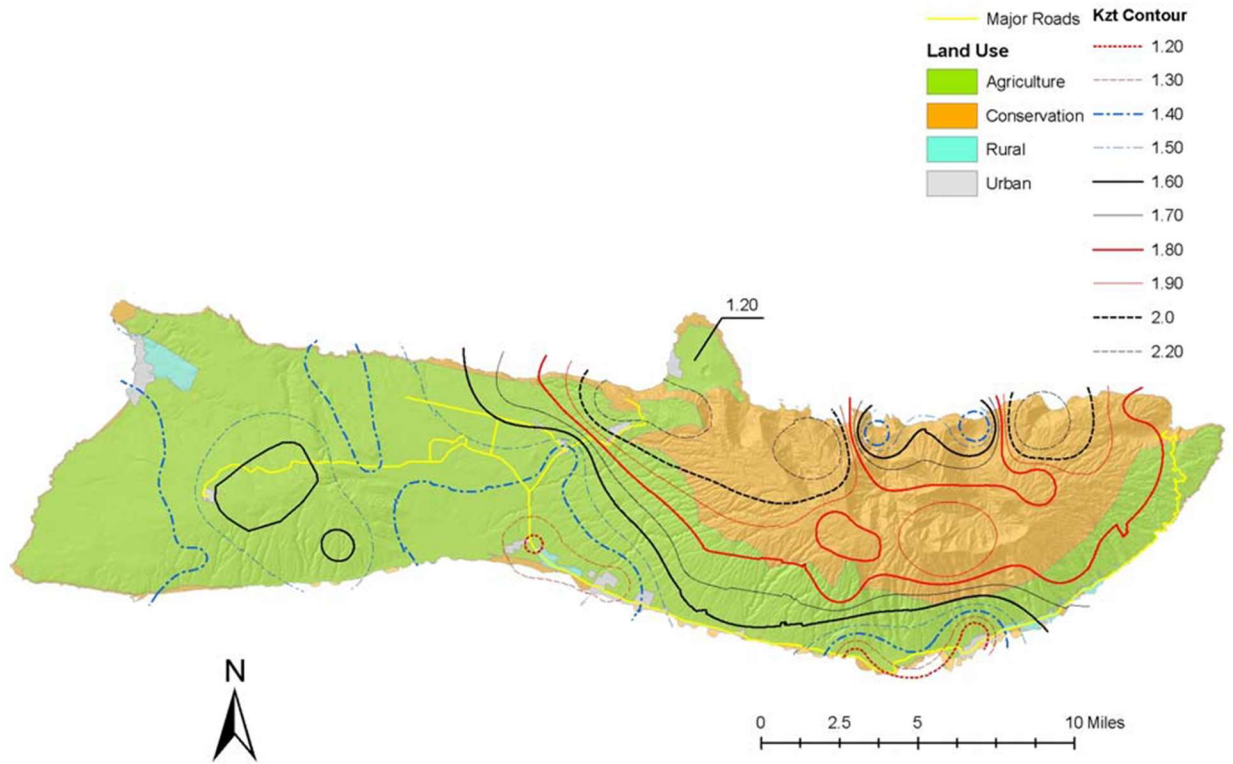 Major Roads
Land Use
Agriculture
Conservation
Rural
Urban
Kzt Contour
1.20
1.30
1.40
1.50
1.60
1.70
1.80
1.90
2.0
2.20
1.20
N
0 2.5 5 10 Miles